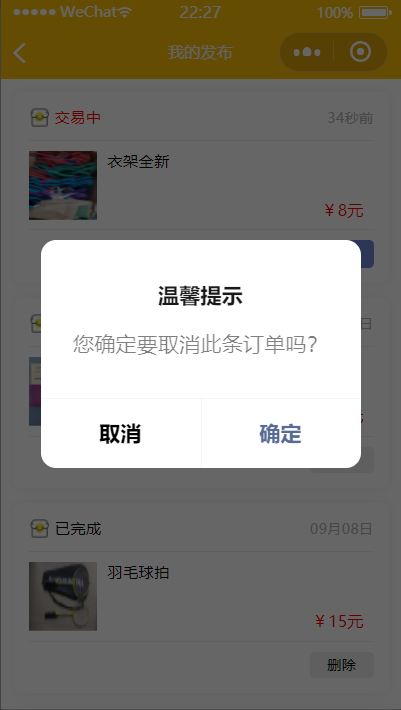 WeChat 22:27 100%
我的发布
交易中 34秒前
衣架全新
¥8元
温馨提示
您确定要取消此条订单吗?
取消 确定
已完成 09月08日
羽毛球拍
¥15元
删除